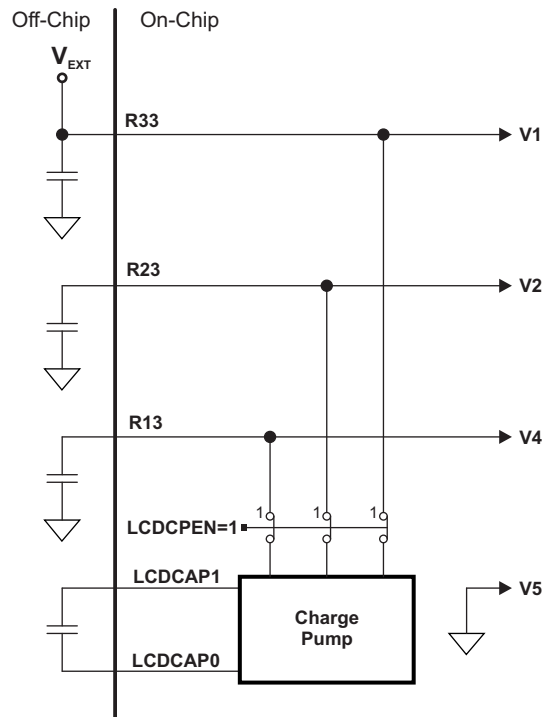 Off-Chip
On-Chip
VEXT
R33
V1
R23
V2
R13
V4
1
1
1
LCDCPEN=1
LCDCAP1
V5
Charge
Pump
LCDCAP0